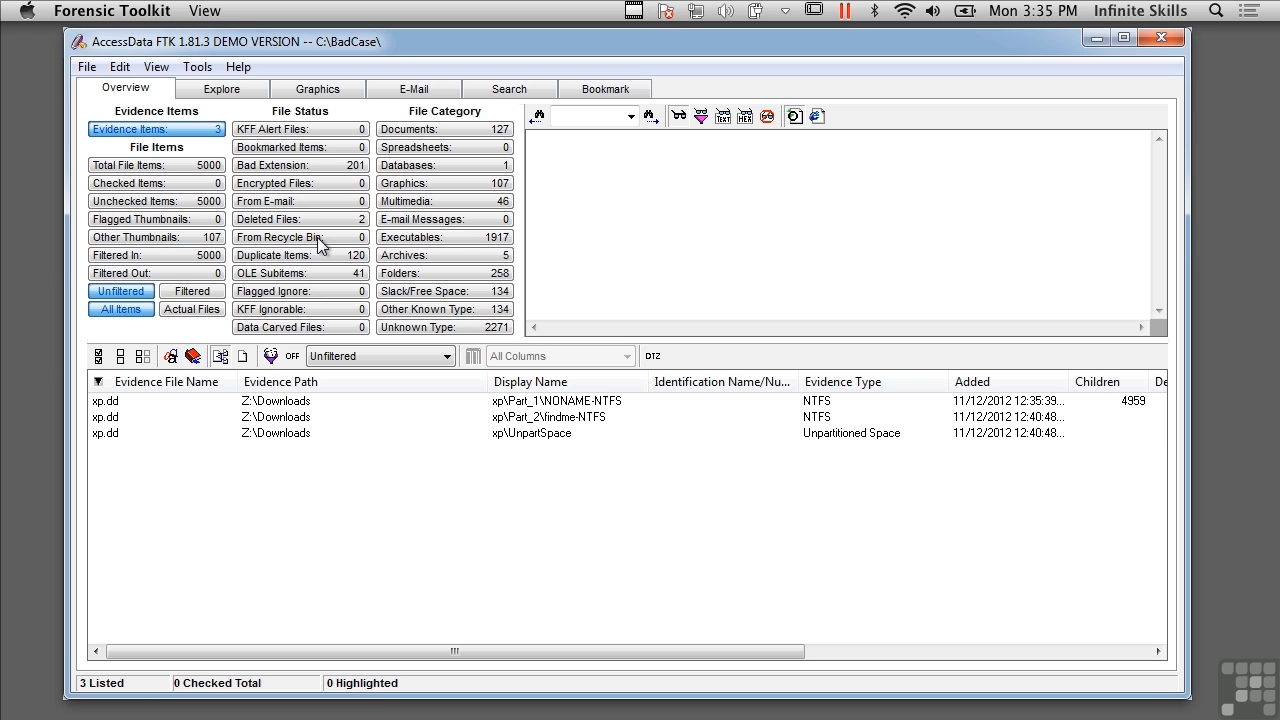 Forensic Toolkit View Mon 3:35 PM Infinite Skills
AccessData FTK 1.81.3 DEMO VERSION -- C:\BadCase\
File Edit View Tools Help
Overview Explore Graphics E-Mail Search Bookmark
Evidence Items File Status File Category
Evidence Items: 3 KFF Alert Files: 0 Documents: 127
File Items Bookmarked Items: 0 Spreadsheets: 0
Total File Items: 5000 Bad Extension: 201 Databases: 1
Checked Items: 0 Encrypted Files: 0 Graphics: 107
Unchecked Items: 5000 From E-mail: 0 Multimedia: 46
Flagged Thumbnails: 0 Deleted Files: 2 E-mail Messages: 0
Other Thumbnails: 107 From Recycle Bin: 0 Executables: 1917
Filtered In: 5000 Duplicate Items: 120 Archives: 5
Filtered Out: 0 OLE Subitems: 41 Folders: 258
Unfiltered Filtered Flagged Ignore: 0 Slack/Free Space: 134
All Items Actual Files KFF Ignorable: 0 Other Known Type: 134
Data Carved Files: 0 Unknown Type: 2271
TEXT HEX
OFF Unfiltered All Columns DTZ
Evidence File Name Evidence Path Display Name Identification Name/Nu... Evidence Type Added Children De
xp.dd Z:\Downloads xp\Part_1\NONAME-NTFS NTFS 11/12/2012 12:35:39... 4959
xp.dd Z:\Downloads xp\Part_2\findme-NTFS NTFS 11/12/2012 12:40:48...
xp.dd Z:\Downloads xp\UnpartSpace Unpartitioned Space 11/12/2012 12:40:48...
3 Listed 0 Checked Total 0 Highlighted